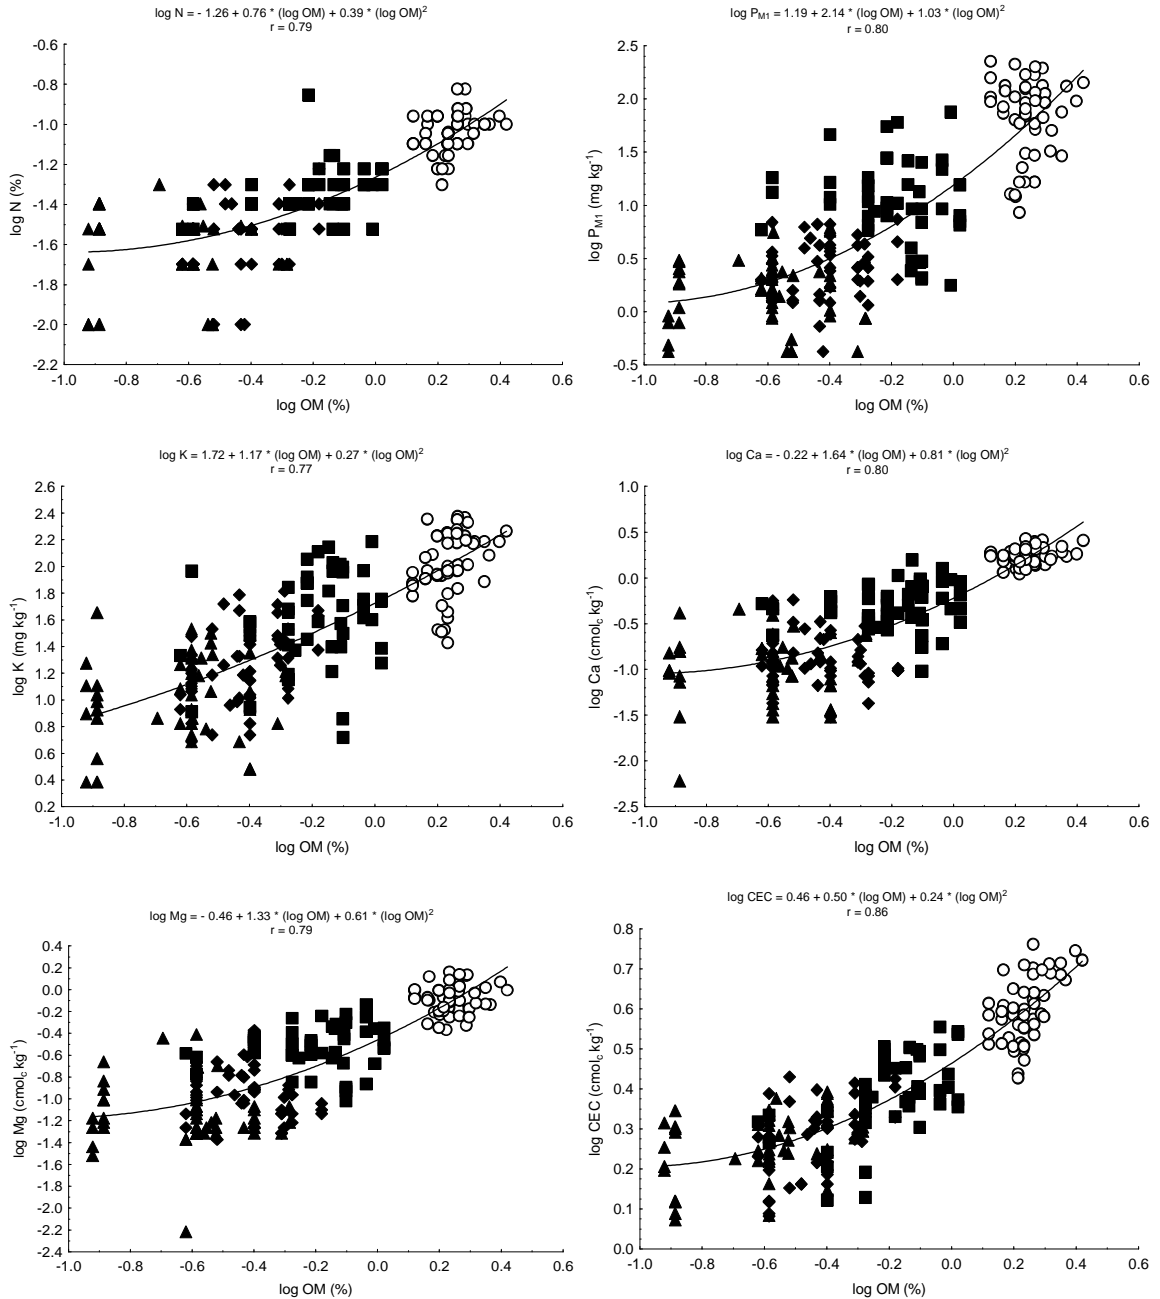 log N = - 1.26 + 0.76 * (log OM) + 0.39 * (log OM)²
r = 0.79
-0.6
-0.8
-1.0
-1.2
-1.4
-1.6
-1.8
-2.0
-2.2
log N (%)
-1.0 -0.8 -0.6 -0.4 -0.2 0.0 0.2 0.4 0.6
log OM (%)
log P_M1 = 1.19 + 2.14 * (log OM) + 1.03 * (log OM)²
r = 0.80
2.5
2.0
1.5
1.0
0.5
0.0
-0.5
log P_M1 (mg kg⁻¹)
-1.0 -0.8 -0.6 -0.4 -0.2 0.0 0.2 0.4 0.6
log OM (%)
log K = 1.72 + 1.17 * (log OM) + 0.27 * (log OM)²
r = 0.77
2.6
2.4
2.2
2.0
1.8
1.6
1.4
1.2
1.0
0.8
0.6
0.4
0.2
log K (mg kg⁻¹)
-1.0 -0.8 -0.6 -0.4 -0.2 0.0 0.2 0.4 0.6
log OM (%)
log Ca = - 0.22 + 1.64 * (log OM) + 0.81 * (log OM)²
r = 0.80
1.0
0.5
0.0
-0.5
-1.0
-1.5
-2.0
-2.5
log Ca (cmol_c kg⁻¹)
-1.0 -0.8 -0.6 -0.4 -0.2 0.0 0.2 0.4 0.6
log OM (%)
log Mg = - 0.46 + 1.33 * (log OM) + 0.61 * (log OM)²
r = 0.79
0.4
0.2
0.0
-0.2
-0.4
-0.6
-0.8
-1.0
-1.2
-1.4
-1.6
-1.8
-2.0
-2.2
-2.4
log Mg (cmol_c kg⁻¹)
-1.0 -0.8 -0.6 -0.4 -0.2 0.0 0.2 0.4 0.6
log OM (%)
log CEC = 0.46 + 0.50 * (log OM) + 0.24 * (log OM)²
r = 0.86
0.8
0.7
0.6
0.5
0.4
0.3
0.2
0.1
0.0
log CEC (cmol_c kg⁻¹)
-1.0 -0.8 -0.6 -0.4 -0.2 0.0 0.2 0.4 0.6
log OM (%)